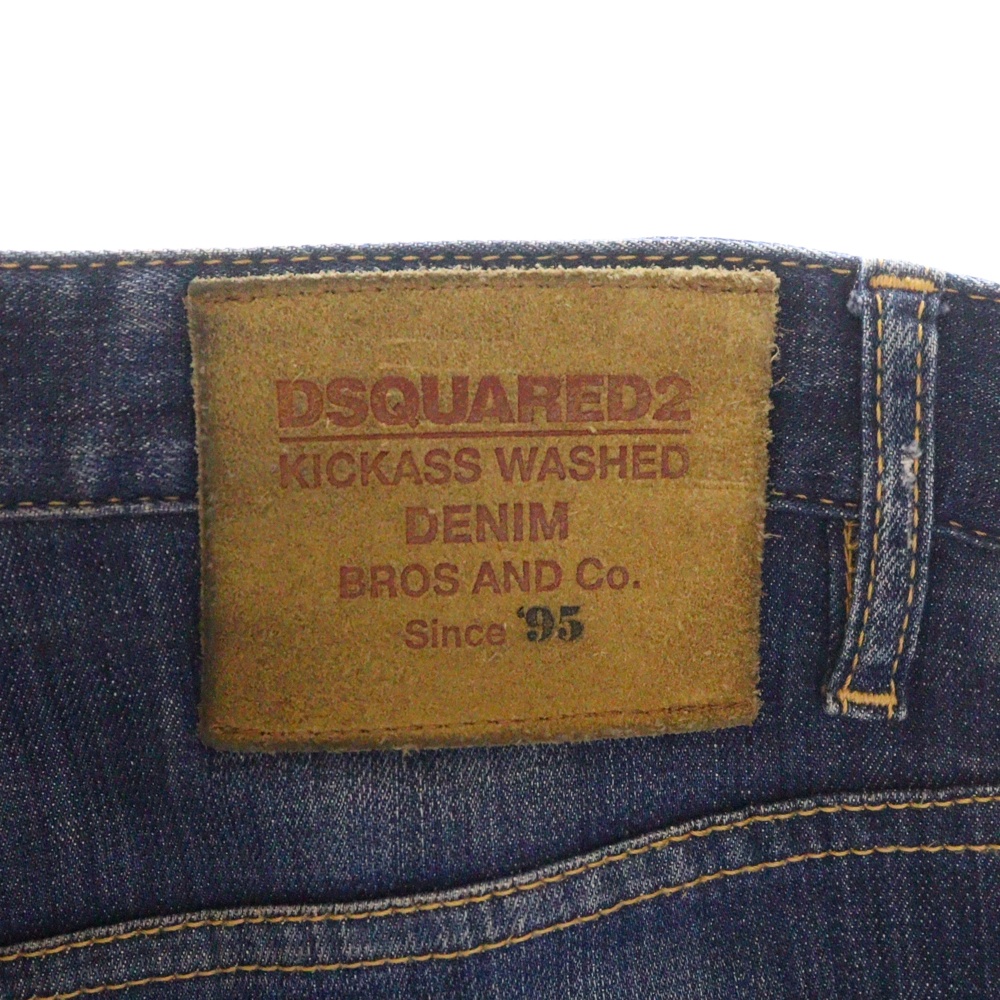 DSQUARED2
KICKASS WASHED
DENIM
BROS AND Co.
Since '95